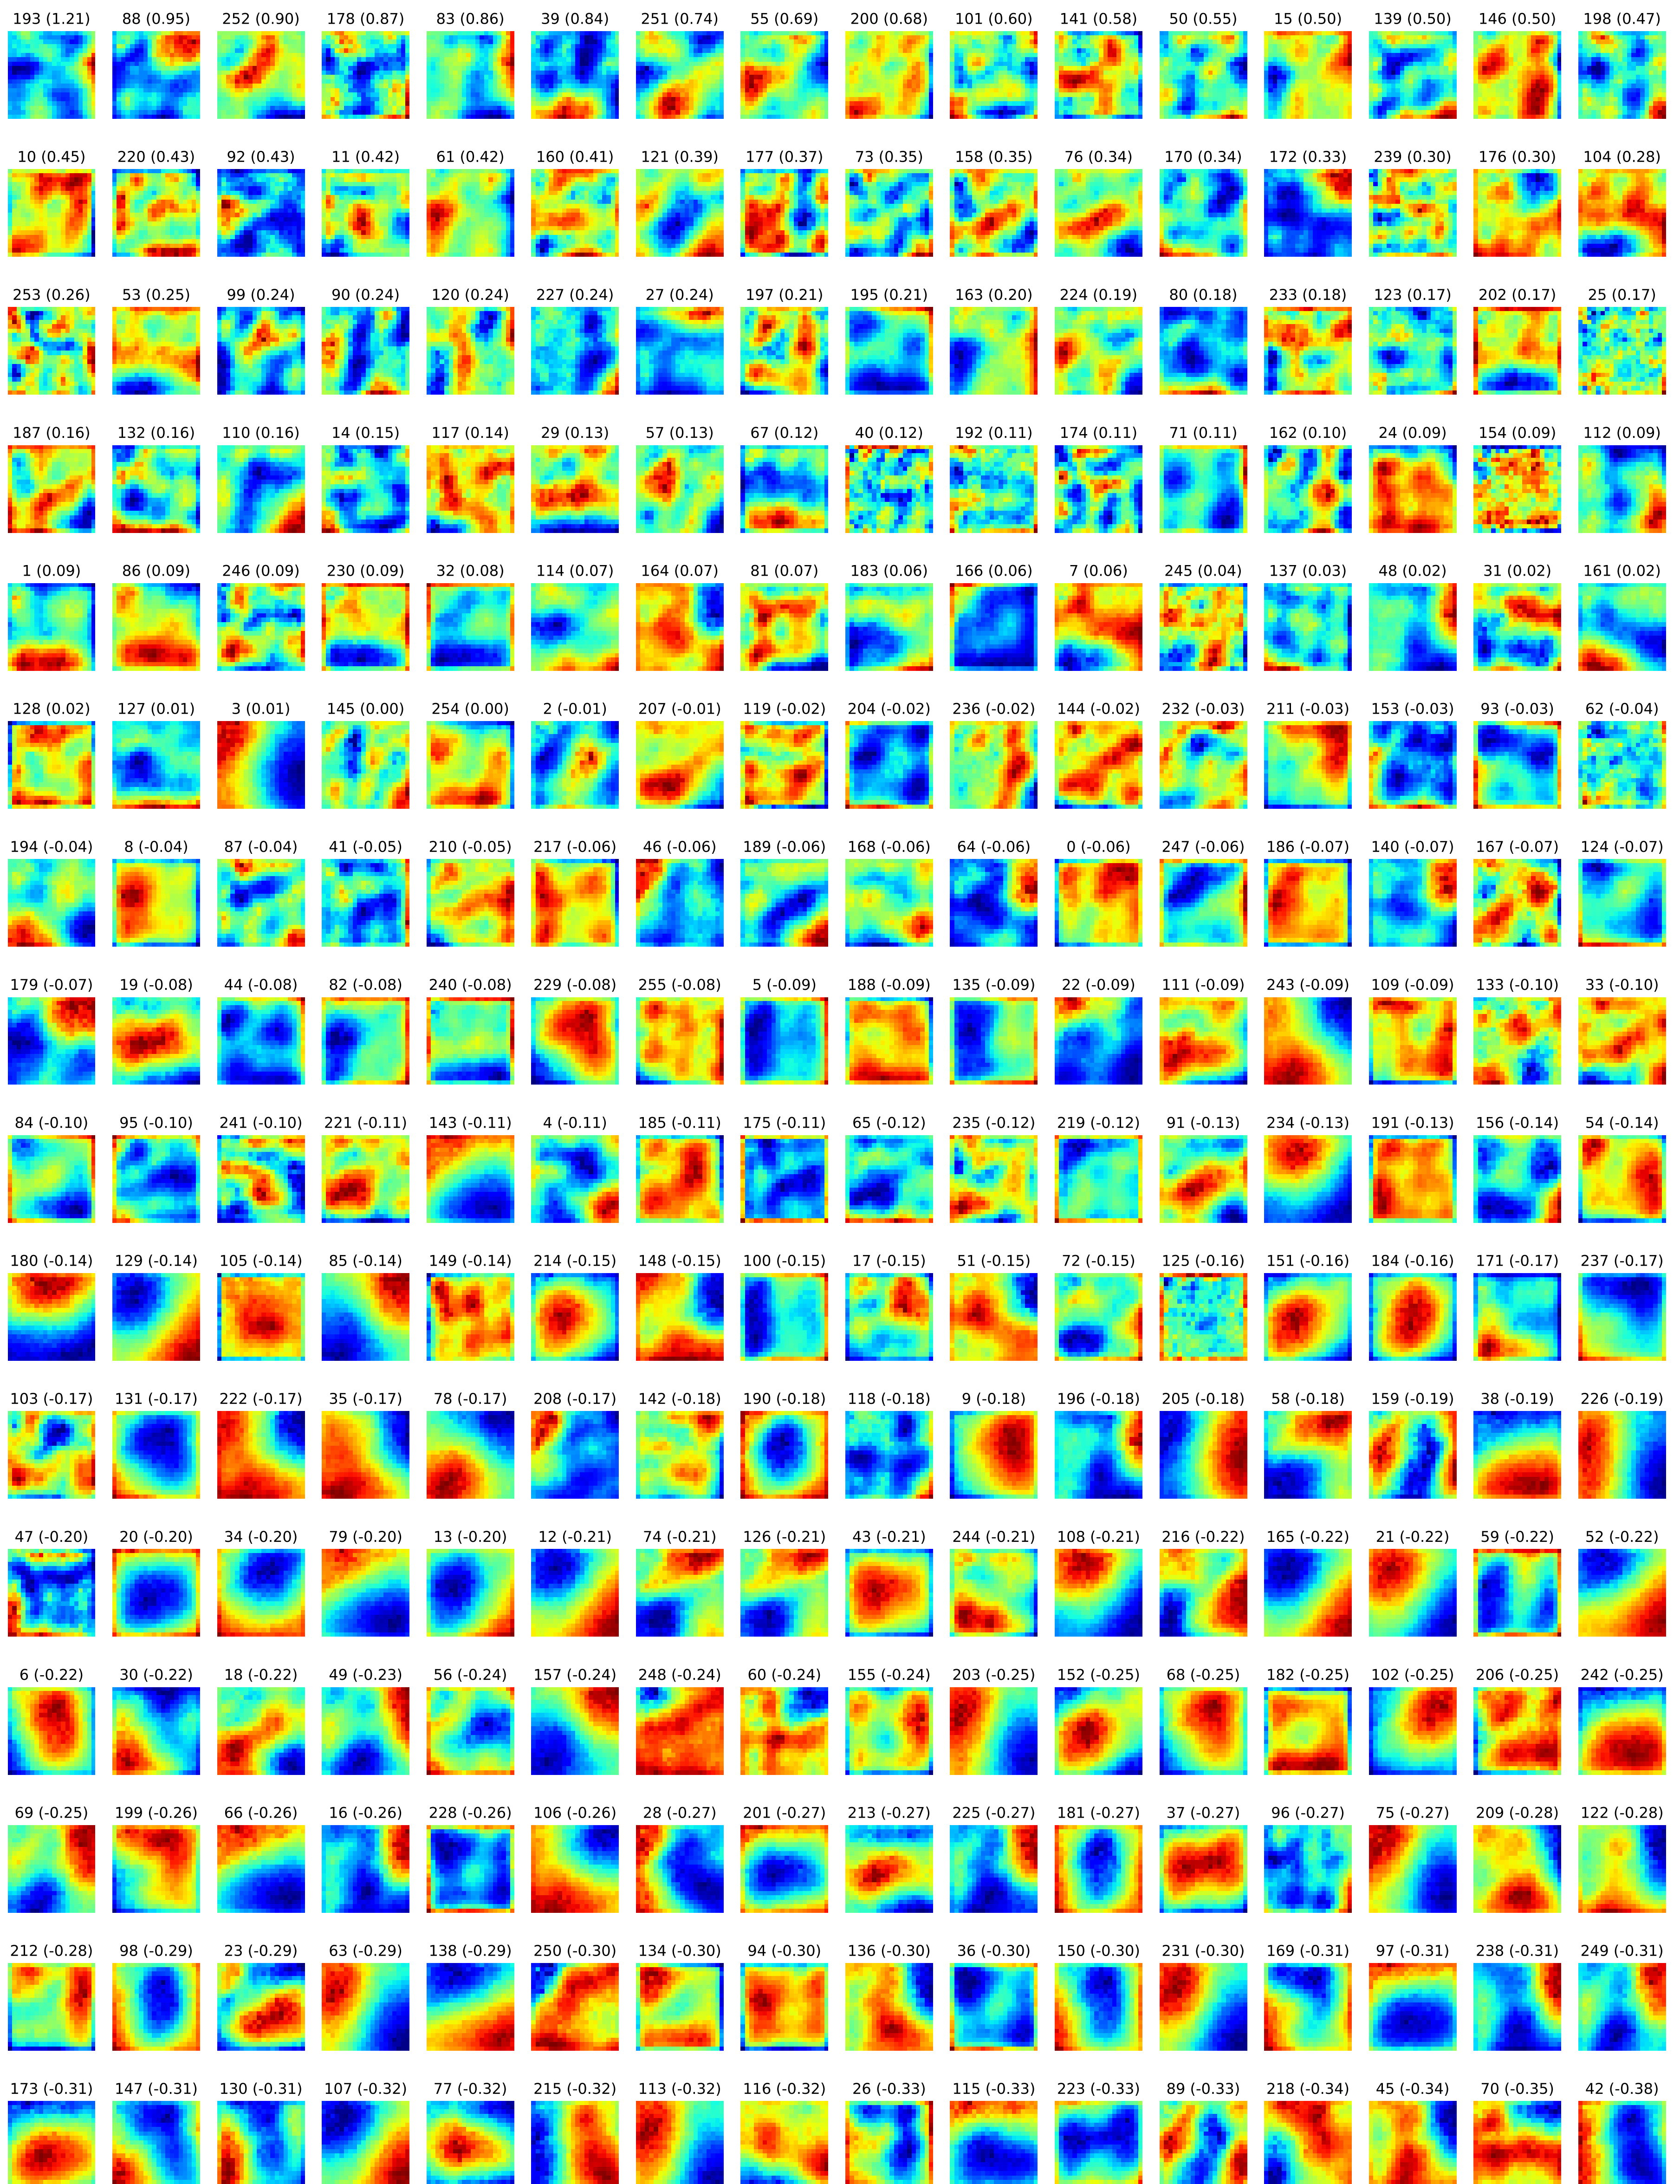 193 (1.21) 88 (0.95) 252 (0.90) 178 (0.87) 83 (0.86) 39 (0.84) 251 (0.74) 55 (0.69) 200 (0.68) 101 (0.60) 141 (0.58) 50 (0.55) 15 (0.50) 139 (0.50) 146 (0.50) 198 (0.47)
10 (0.45) 220 (0.43) 92 (0.43) 11 (0.42) 61 (0.42) 160 (0.41) 121 (0.39) 177 (0.37) 73 (0.35) 158 (0.35) 76 (0.34) 170 (0.34) 172 (0.33) 239 (0.30) 176 (0.30) 104 (0.28)
253 (0.26) 53 (0.25) 99 (0.24) 90 (0.24) 120 (0.24) 227 (0.24) 27 (0.24) 197 (0.21) 195 (0.21) 163 (0.20) 224 (0.19) 80 (0.18) 233 (0.18) 123 (0.17) 202 (0.17) 25 (0.17)
187 (0.16) 132 (0.16) 110 (0.16) 14 (0.15) 117 (0.14) 29 (0.13) 57 (0.13) 67 (0.12) 40 (0.12) 192 (0.11) 174 (0.11) 71 (0.11) 162 (0.10) 24 (0.09) 154 (0.09) 112 (0.09)
1 (0.09) 86 (0.09) 246 (0.09) 230 (0.09) 32 (0.08) 114 (0.07) 164 (0.07) 81 (0.07) 183 (0.06) 166 (0.06) 7 (0.06) 245 (0.04) 137 (0.03) 48 (0.02) 31 (0.02) 161 (0.02)
128 (0.02) 127 (0.01) 3 (0.01) 145 (0.00) 254 (0.00) 2 (-0.01) 207 (-0.01) 119 (-0.02) 204 (-0.02) 236 (-0.02) 144 (-0.02) 232 (-0.03) 211 (-0.03) 153 (-0.03) 93 (-0.03) 62 (-0.04)
194 (-0.04) 8 (-0.04) 87 (-0.04) 41 (-0.05) 210 (-0.05) 217 (-0.06) 46 (-0.06) 189 (-0.06) 168 (-0.06) 64 (-0.06) 0 (-0.06) 247 (-0.06) 186 (-0.07) 140 (-0.07) 167 (-0.07) 124 (-0.07)
179 (-0.07) 19 (-0.08) 44 (-0.08) 82 (-0.08) 240 (-0.08) 229 (-0.08) 255 (-0.08) 5 (-0.09) 188 (-0.09) 135 (-0.09) 22 (-0.09) 111 (-0.09) 243 (-0.09) 109 (-0.09) 133 (-0.10) 33 (-0.10)
84 (-0.10) 95 (-0.10) 241 (-0.10) 221 (-0.11) 143 (-0.11) 4 (-0.11) 185 (-0.11) 175 (-0.11) 65 (-0.12) 235 (-0.12) 219 (-0.12) 91 (-0.13) 234 (-0.13) 191 (-0.13) 156 (-0.14) 54 (-0.14)
180 (-0.14) 129 (-0.14) 105 (-0.14) 85 (-0.14) 149 (-0.14) 214 (-0.15) 148 (-0.15) 100 (-0.15) 17 (-0.15) 51 (-0.15) 72 (-0.15) 125 (-0.16) 151 (-0.16) 184 (-0.16) 171 (-0.17) 237 (-0.17)
103 (-0.17) 131 (-0.17) 222 (-0.17) 35 (-0.17) 78 (-0.17) 208 (-0.17) 142 (-0.18) 190 (-0.18) 118 (-0.18) 9 (-0.18) 196 (-0.18) 205 (-0.18) 58 (-0.18) 159 (-0.19) 38 (-0.19) 226 (-0.19)
47 (-0.20) 20 (-0.20) 34 (-0.20) 79 (-0.20) 13 (-0.20) 12 (-0.21) 74 (-0.21) 126 (-0.21) 43 (-0.21) 244 (-0.21) 108 (-0.21) 216 (-0.22) 165 (-0.22) 21 (-0.22) 59 (-0.22) 52 (-0.22)
6 (-0.22) 30 (-0.22) 18 (-0.22) 49 (-0.23) 56 (-0.24) 157 (-0.24) 248 (-0.24) 60 (-0.24) 155 (-0.24) 203 (-0.25) 152 (-0.25) 68 (-0.25) 182 (-0.25) 102 (-0.25) 206 (-0.25) 242 (-0.25)
69 (-0.25) 199 (-0.26) 66 (-0.26) 16 (-0.26) 228 (-0.26) 106 (-0.26) 28 (-0.27) 201 (-0.27) 213 (-0.27) 225 (-0.27) 181 (-0.27) 37 (-0.27) 96 (-0.27) 75 (-0.27) 209 (-0.28) 122 (-0.28)
212 (-0.28) 98 (-0.29) 23 (-0.29) 63 (-0.29) 138 (-0.29) 250 (-0.30) 134 (-0.30) 94 (-0.30) 136 (-0.30) 36 (-0.30) 150 (-0.30) 231 (-0.30) 169 (-0.31) 97 (-0.31) 238 (-0.31) 249 (-0.31)
173 (-0.31) 147 (-0.31) 130 (-0.31) 107 (-0.32) 77 (-0.32) 215 (-0.32) 113 (-0.32) 116 (-0.32) 26 (-0.33) 115 (-0.33) 223 (-0.33) 89 (-0.33) 218 (-0.34) 45 (-0.34) 70 (-0.35) 42 (-0.38)